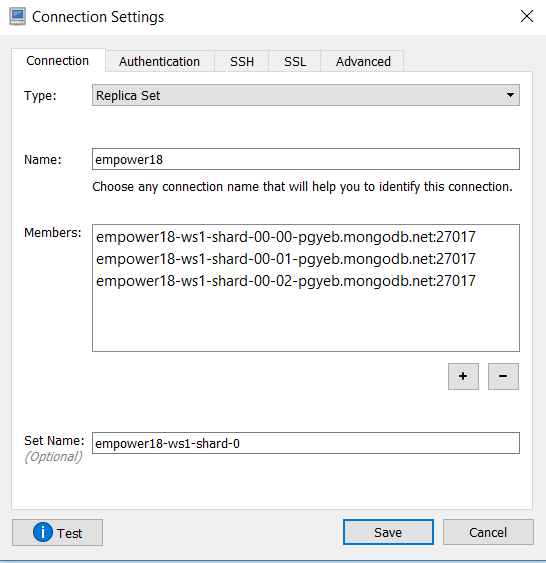 Connection Settings
Connection Authentication SSH SSL Advanced
Type: Replica Set
Name: empower18
Choose any connection name that will help you to identify this connection.
Members: empower18-ws1-shard-00-00-pgyeb.mongodb.net:27017
empower18-ws1-shard-00-01-pgyeb.mongodb.net:27017
empower18-ws1-shard-00-02-pgyeb.mongodb.net:27017
+ −
Set Name: empower18-ws1-shard-0
(Optional)
i Test Save Cancel